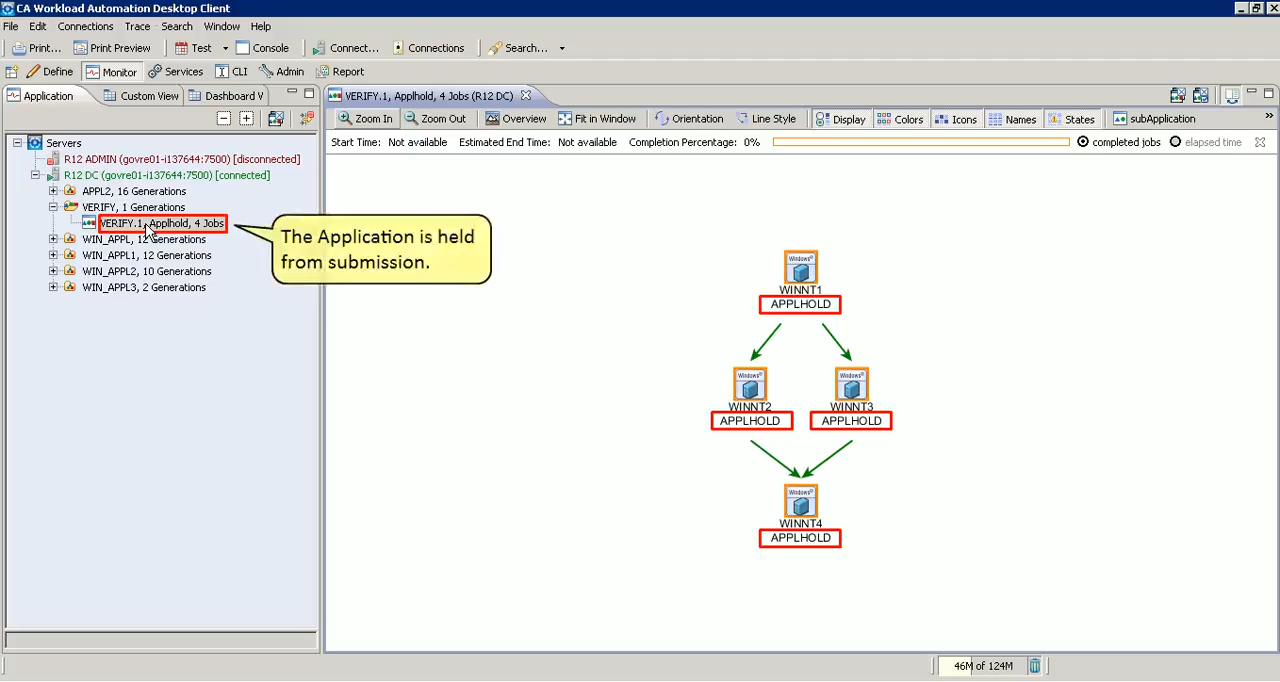 CA Workload Automation Desktop Client
File Edit Connections Trace Search Window Help
Print... Print Preview Test Console Connect... Connections Search...
Define Monitor Services CLI Admin Report
Application Custom View Dashboard V
VERIFY.1, Applhold, 4 Jobs (R12 DC)
Zoom In Zoom Out Overview Fit in Window Orientation Line Style Display Colors Icons Names States subApplication
Start Time: Not available Estimated End Time: Not available Completion Percentage: 0% completed jobs elapsed time
Servers
R12 ADMIN (govre01-i137644:7500) [disconnected]
R12 DC (govre01-i137644:7500) [connected]
APPL2, 16 Generations
VERIFY, 1 Generations
VERIFY.1, Applhold, 4 Jobs
WIN_APPL, 12 Generations
WIN_APPL1, 12 Generations
WIN_APPL2, 10 Generations
WIN_APPL3, 2 Generations
The Application is held
from submission.
Windows®
WINNT1
APPLHOLD
Windows®
WINNT2
APPLHOLD
Windows®
WINNT3
APPLHOLD
Windows®
WINNT4
APPLHOLD
46M of 124M